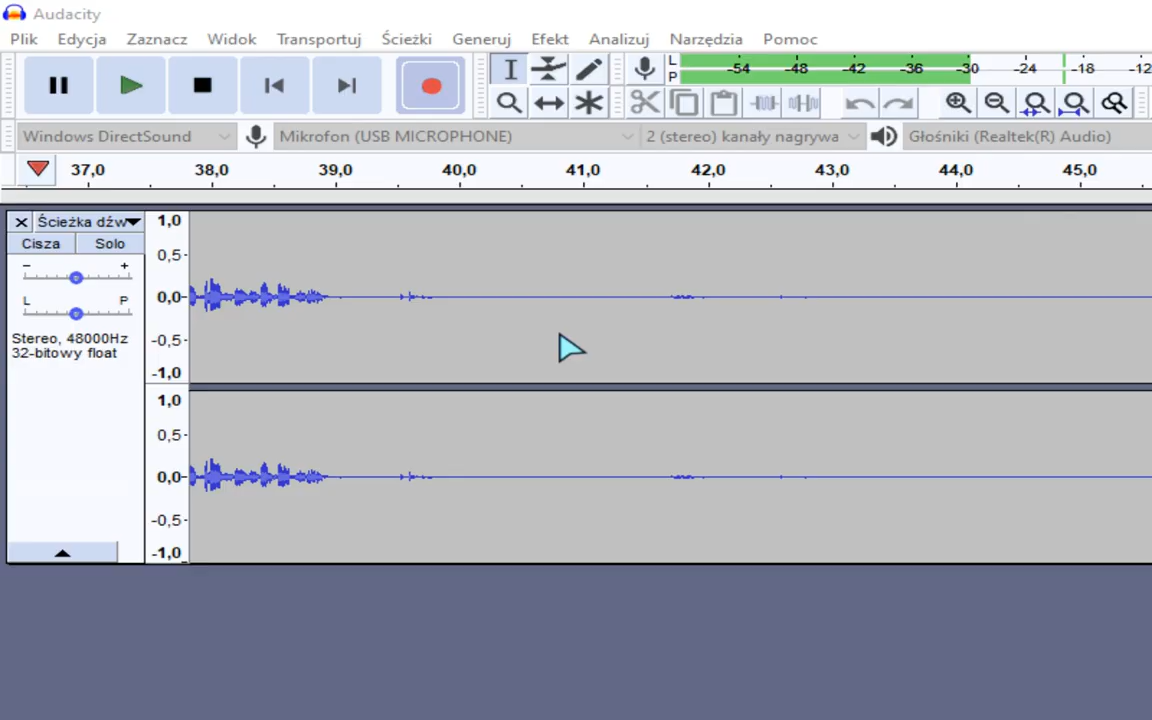 Audacity
Plik Edycja Zaznacz Widok Transportuj Ścieżki Generuj Efekt Analizuj Narzędzia Pomoc
L
P
-54 -48 -42 -36 -30 -24 -18 -12
Windows DirectSound Mikrofon (USB MICROPHONE) 2 (stereo) kanały nagrywa Głośniki (Realtek(R) Audio)
37,0 38,0 39,0 40,0 41,0 42,0 43,0 44,0 45,0
Ścieżka dźw
Cisza Solo
- +
L P
Stereo, 48000Hz
32-bitowy float
1,0
0,5
0,0
-0,5
-1,0
1,0
0,5
0,0
-0,5
-1,0